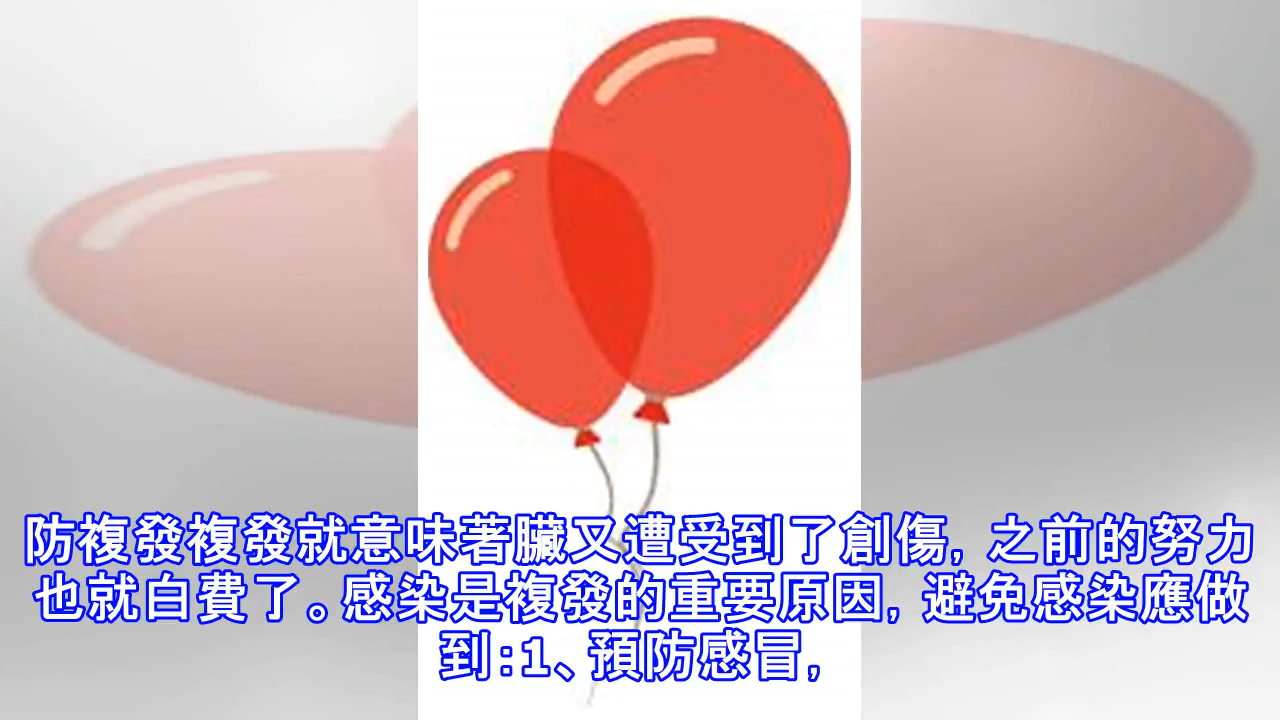 防複發複發就意味著臟又遭受到了創傷, 之前的努力
也就白費了。感染是複發的重要原因, 避免感染應做
到:1、預防感冒,